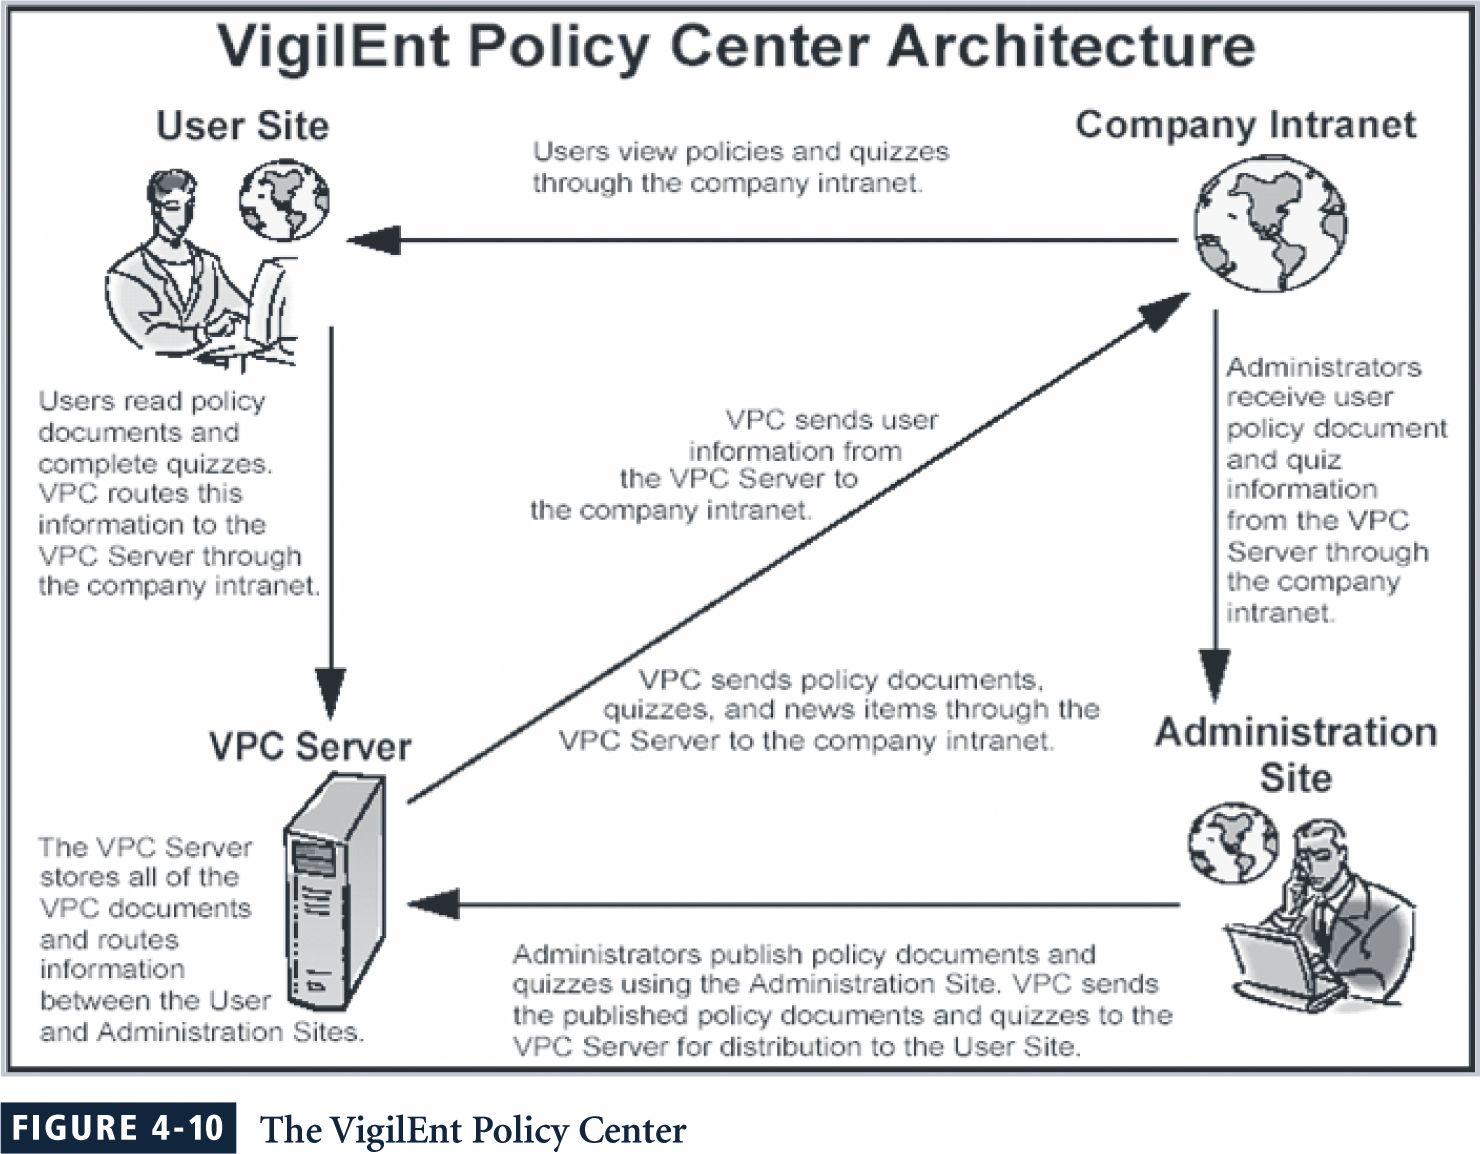 VigilEnt Policy Center Architecture
User Site
Company Intranet
Users view policies and quizzes
through the company intranet.
Users read policy
documents and
complete quizzes.
VPC routes this
information to the
VPC Server through
the company intranet.
VPC sends user
information from
the VPC Server to
the company intranet.
Administrators
receive user
policy document
and quiz
information
from the VPC
Server through
the company
intranet.
VPC sends policy documents,
quizzes, and news items through the
VPC Server to the company intranet.
VPC Server
Administration
Site
The VPC Server
stores all of the
VPC documents
and routes
information
between the User
and Administration Sites.
Administrators publish policy documents and
quizzes using the Administration Site. VPC sends
the published policy documents and quizzes to the
VPC Server for distribution to the User Site.
FIGURE 4-10 The VigilEnt Policy Center